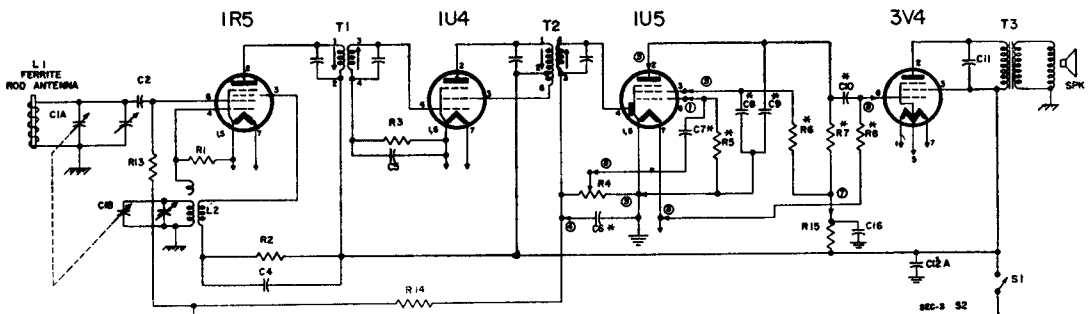 1R5
T1
1U4
T2
1U5
3V4
T3
L1
FERRITE
ROD ANTENNA
C2
C1A
R13
R1
C1B
L2
R2
C4
R3
C5
R14
R4
C6*
C7*
R5
C8
C9
R6
R7
C10
R8
R15
C16
C12A
C11
SPK
S1
SEC-3 S2